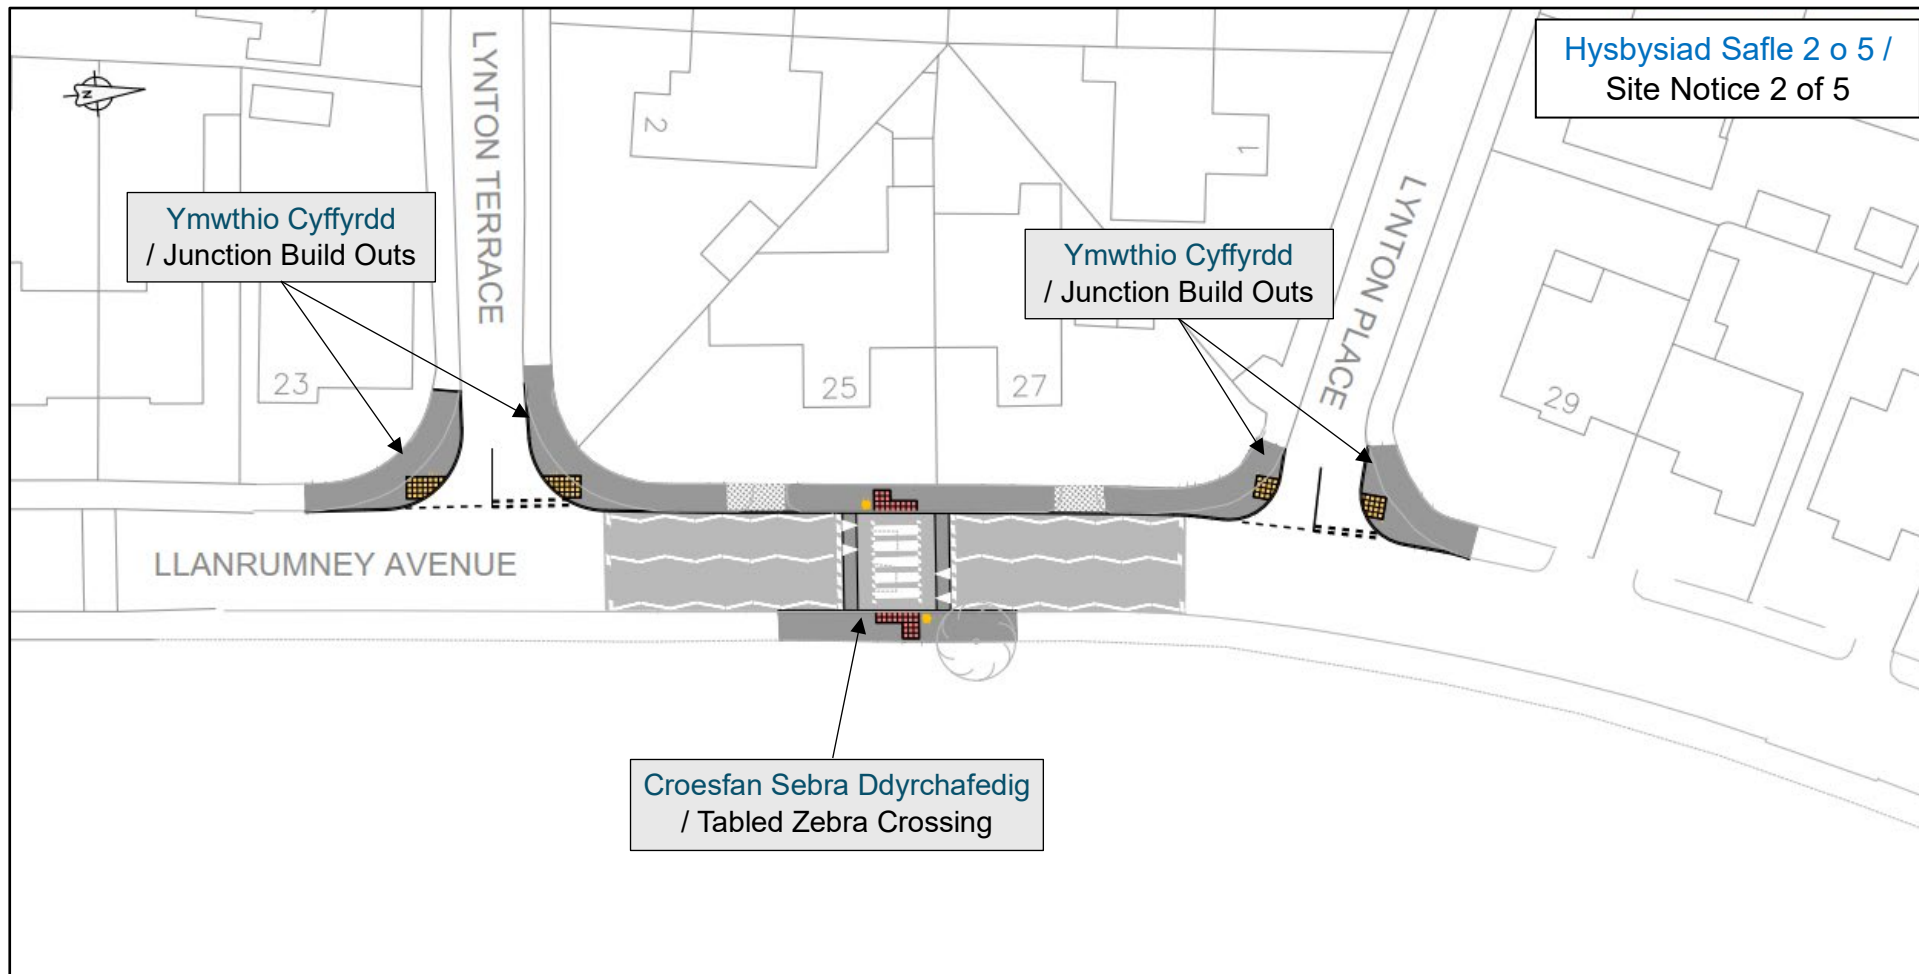 Hysbysiad Safle 2 o 5 /
Site Notice 2 of 5
N
LYNTON TERRACE
2
1
LYNTON PLACE
Ymwthio Cyffyrdd
/ Junction Build Outs
Ymwthio Cyffyrdd
/ Junction Build Outs
23
25
27
29
LLANRUMNEY AVENUE
Croesfan Sebra Ddyrchafedig
/ Tabled Zebra Crossing